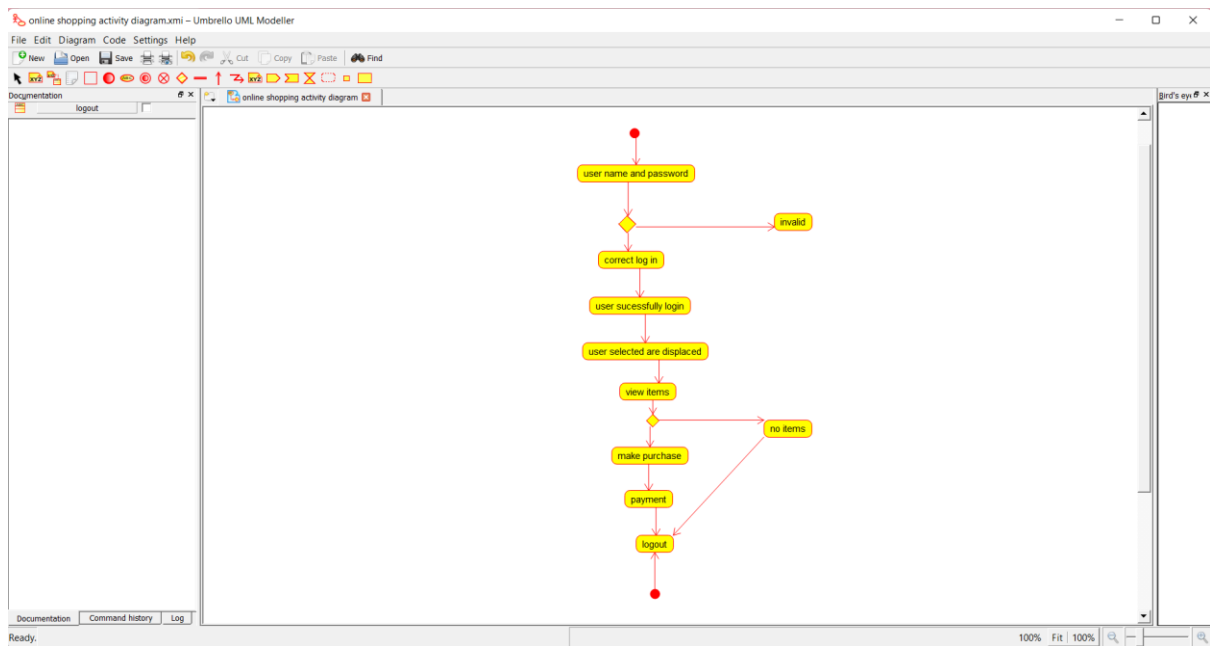 online shopping activity diagram.xmi – Umbrello UML Modeller
File Edit Diagram Code Settings Help
New Open Save Cut Copy Paste Find
Documentation
logout
online shopping activity diagram
user name and password
invalid
correct log in
user sucessfully login
user selected are displaced
view items
no items
make purchase
payment
logout
Documentation Command history Log
Ready.
100% Fit 100%